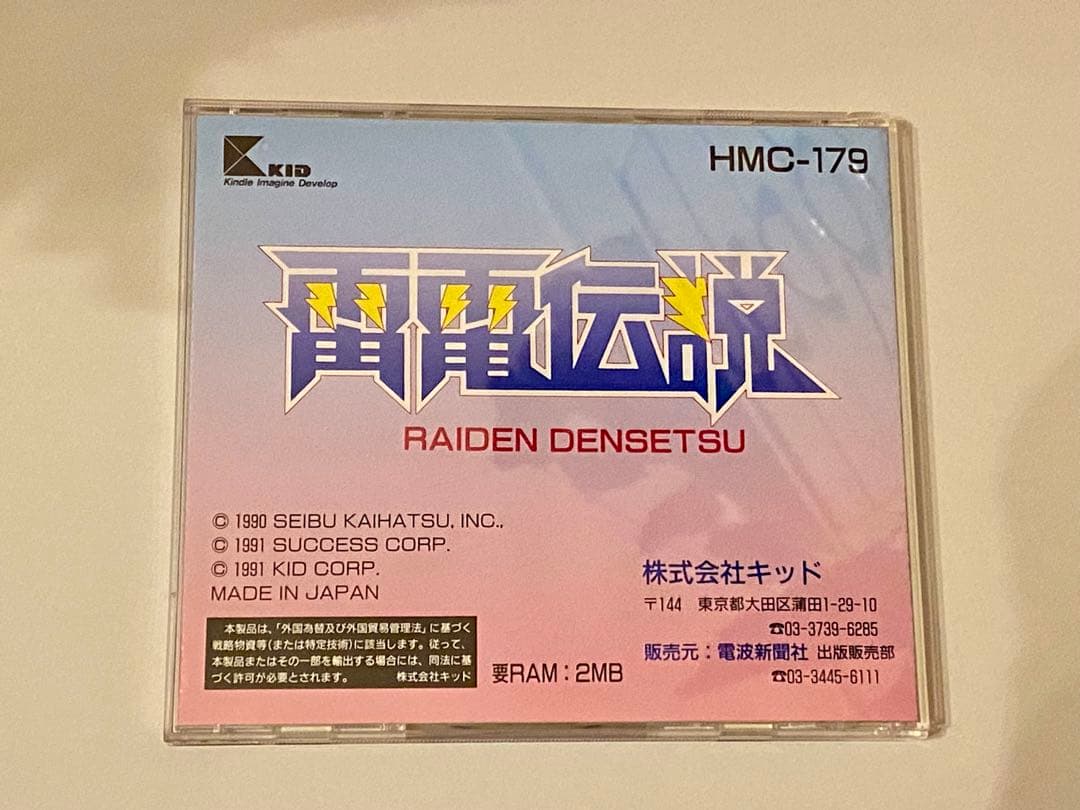 KID
Kindle Imagine Develop
HMC-179
雷電伝説
RAIDEN DENSETSU
© 1990 SEIBU KAIHATSU, INC.,
© 1991 SUCCESS CORP.
© 1991 KID CORP.
MADE IN JAPAN
本製品は、「外国為替及び外国貿易管理法」に基づく
戦略物資等(または特定技術)に該当します。従って、
本製品またはその一部を輸出する場合には、同法に基
づく許可が必要とされます。 株式会社キッド
要RAM：2MB
株式会社キッド
〒144 東京都大田区蒲田1-29-10
☎03-3739-6285
販売元：電波新聞社 出版販売部
☎03-3445-6111